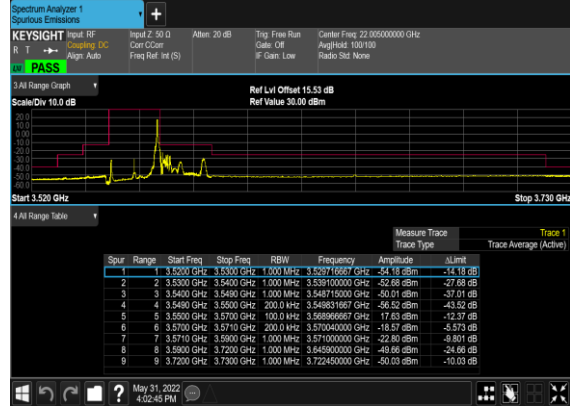 Spectrum Analyzer 1
Spurious Emissions
KEYSIGHT Input: RF Input Z: 50 Ω Atten: 20 dB Trig: Free Run Center Freq: 22.005000000 GHz
R T Coupling: DC Corr CCorr Gate: Off Avg|Hold: 100/100
Align: Auto Freq Ref: Int (S) IF Gain: Low Radio Std: None
PASS
3 All Range Graph
Ref Lvl Offset 15.53 dB
Scale/Div 10.0 dB Ref Value 30.00 dBm
20.0
10.0
0.00
-10.0
-20.0
-30.0
-40.0
-50.0
-60.0
Start 3.520 GHz Stop 3.730 GHz
4 All Range Table
Measure Trace Trace 1
Trace Type Trace Average (Active)
Spur Range Start Freq Stop Freq RBW Frequency Amplitude ΔLimit
1 1 3.5200 GHz 3.5300 GHz 1.000 MHz 3.529716667 GHz -54.18 dBm -14.18 dB
2 2 3.5300 GHz 3.5400 GHz 1.000 MHz 3.539100000 GHz -52.68 dBm -27.68 dB
3 3 3.5400 GHz 3.5490 GHz 1.000 MHz 3.548715000 GHz -50.01 dBm -37.01 dB
4 4 3.5490 GHz 3.5500 GHz 200.0 kHz 3.549831667 GHz -56.52 dBm -43.52 dB
5 5 3.5500 GHz 3.5700 GHz 100.0 kHz 3.568966667 GHz 17.63 dBm -12.37 dB
6 6 3.5700 GHz 3.5710 GHz 200.0 kHz 3.570040000 GHz -18.57 dBm -5.573 dB
7 7 3.5710 GHz 3.5900 GHz 1.000 MHz 3.571000000 GHz -22.80 dBm -9.801 dB
8 8 3.5900 GHz 3.7200 GHz 1.000 MHz 3.645900000 GHz -49.66 dBm -24.66 dB
9 9 3.7200 GHz 3.7300 GHz 1.000 MHz 3.722450000 GHz -50.03 dBm -10.03 dB
May 31, 2022
4:02:45 PM